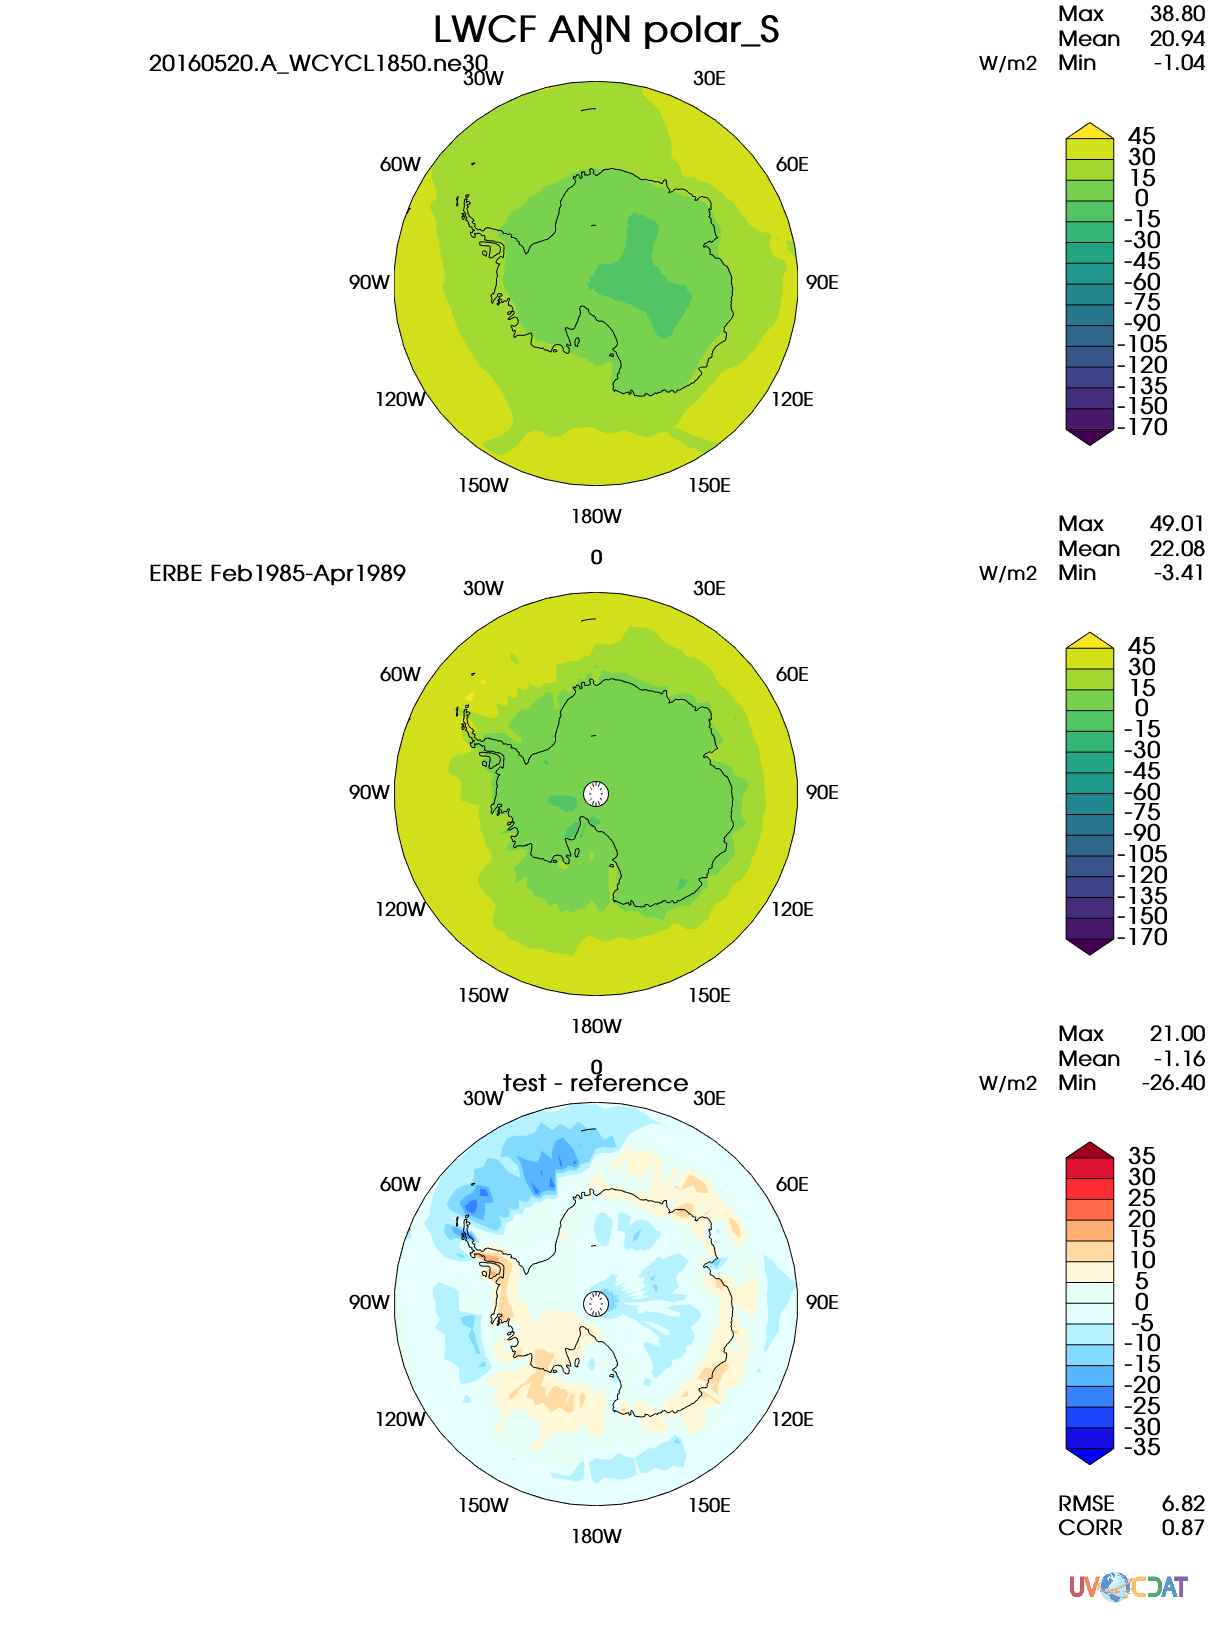 LWCF ANN polar_S
20160520.A_WCYCL1850.ne30
W/m2
Max 38.80
Mean 20.94
Min -1.04
0
30W 30E
60W 60E
90W 90E
120W 120E
150W 150E
180W
45
30
15
0
-15
-30
-45
-60
-75
-90
-105
-120
-135
-150
-170
ERBE Feb1985-Apr1989
W/m2
Max 49.01
Mean 22.08
Min -3.41
0
30W 30E
60W 60E
90W 90E
120W 120E
150W 150E
180W
45
30
15
0
-15
-30
-45
-60
-75
-90
-105
-120
-135
-150
-170
test - reference
W/m2
Max 21.00
Mean -1.16
Min -26.40
0
30W 30E
60W 60E
90W 90E
120W 120E
150W 150E
180W
35
30
25
20
15
10
5
0
-5
-10
-15
-20
-25
-30
-35
RMSE 6.82
CORR 0.87
UV CDAT